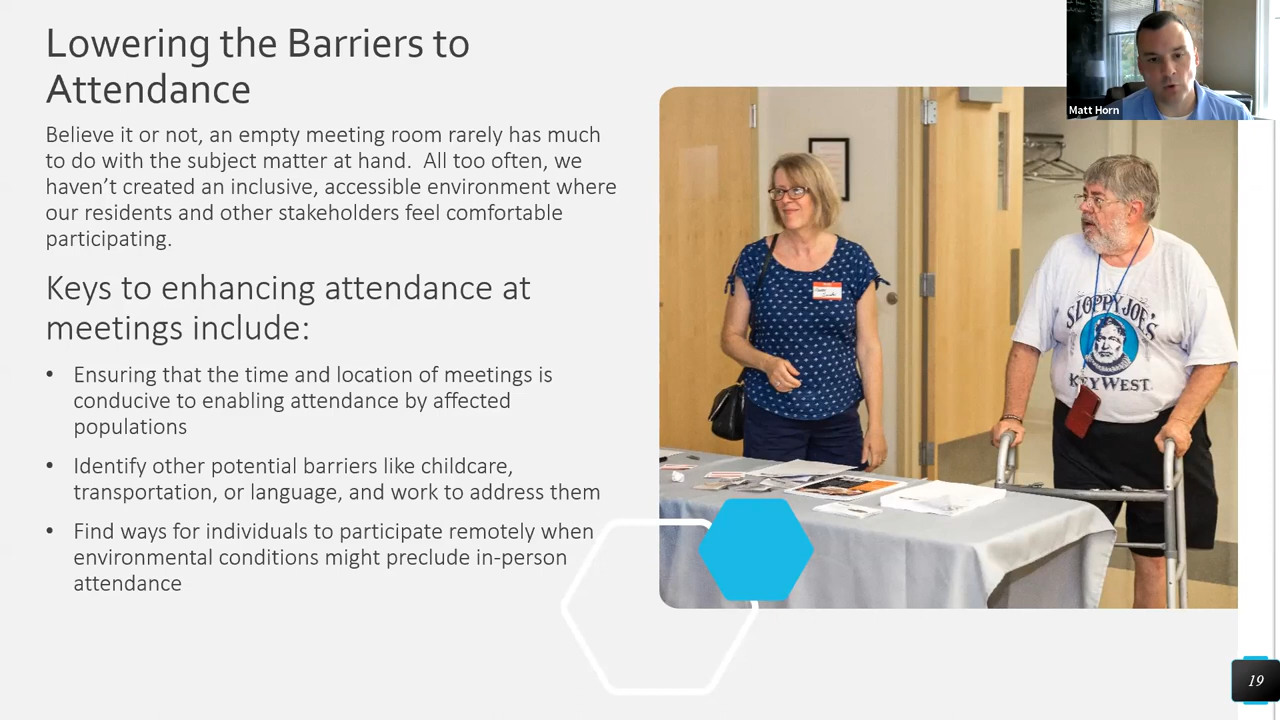 Lowering the Barriers to
Attendance
Believe it or not, an empty meeting room rarely has much
to do with the subject matter at hand.  All too often, we
haven’t created an inclusive, accessible environment where
our residents and other stakeholders feel comfortable
participating.
Keys to enhancing attendance at
meetings include:
• Ensuring that the time and location of meetings is
conducive to enabling attendance by affected
populations
• Identify other potential barriers like childcare,
transportation, or language, and work to address them
• Find ways for individuals to participate remotely when
environmental conditions might preclude in-person
attendance
Matt Horn
SLOPPY JOE'S
KEY WEST
19